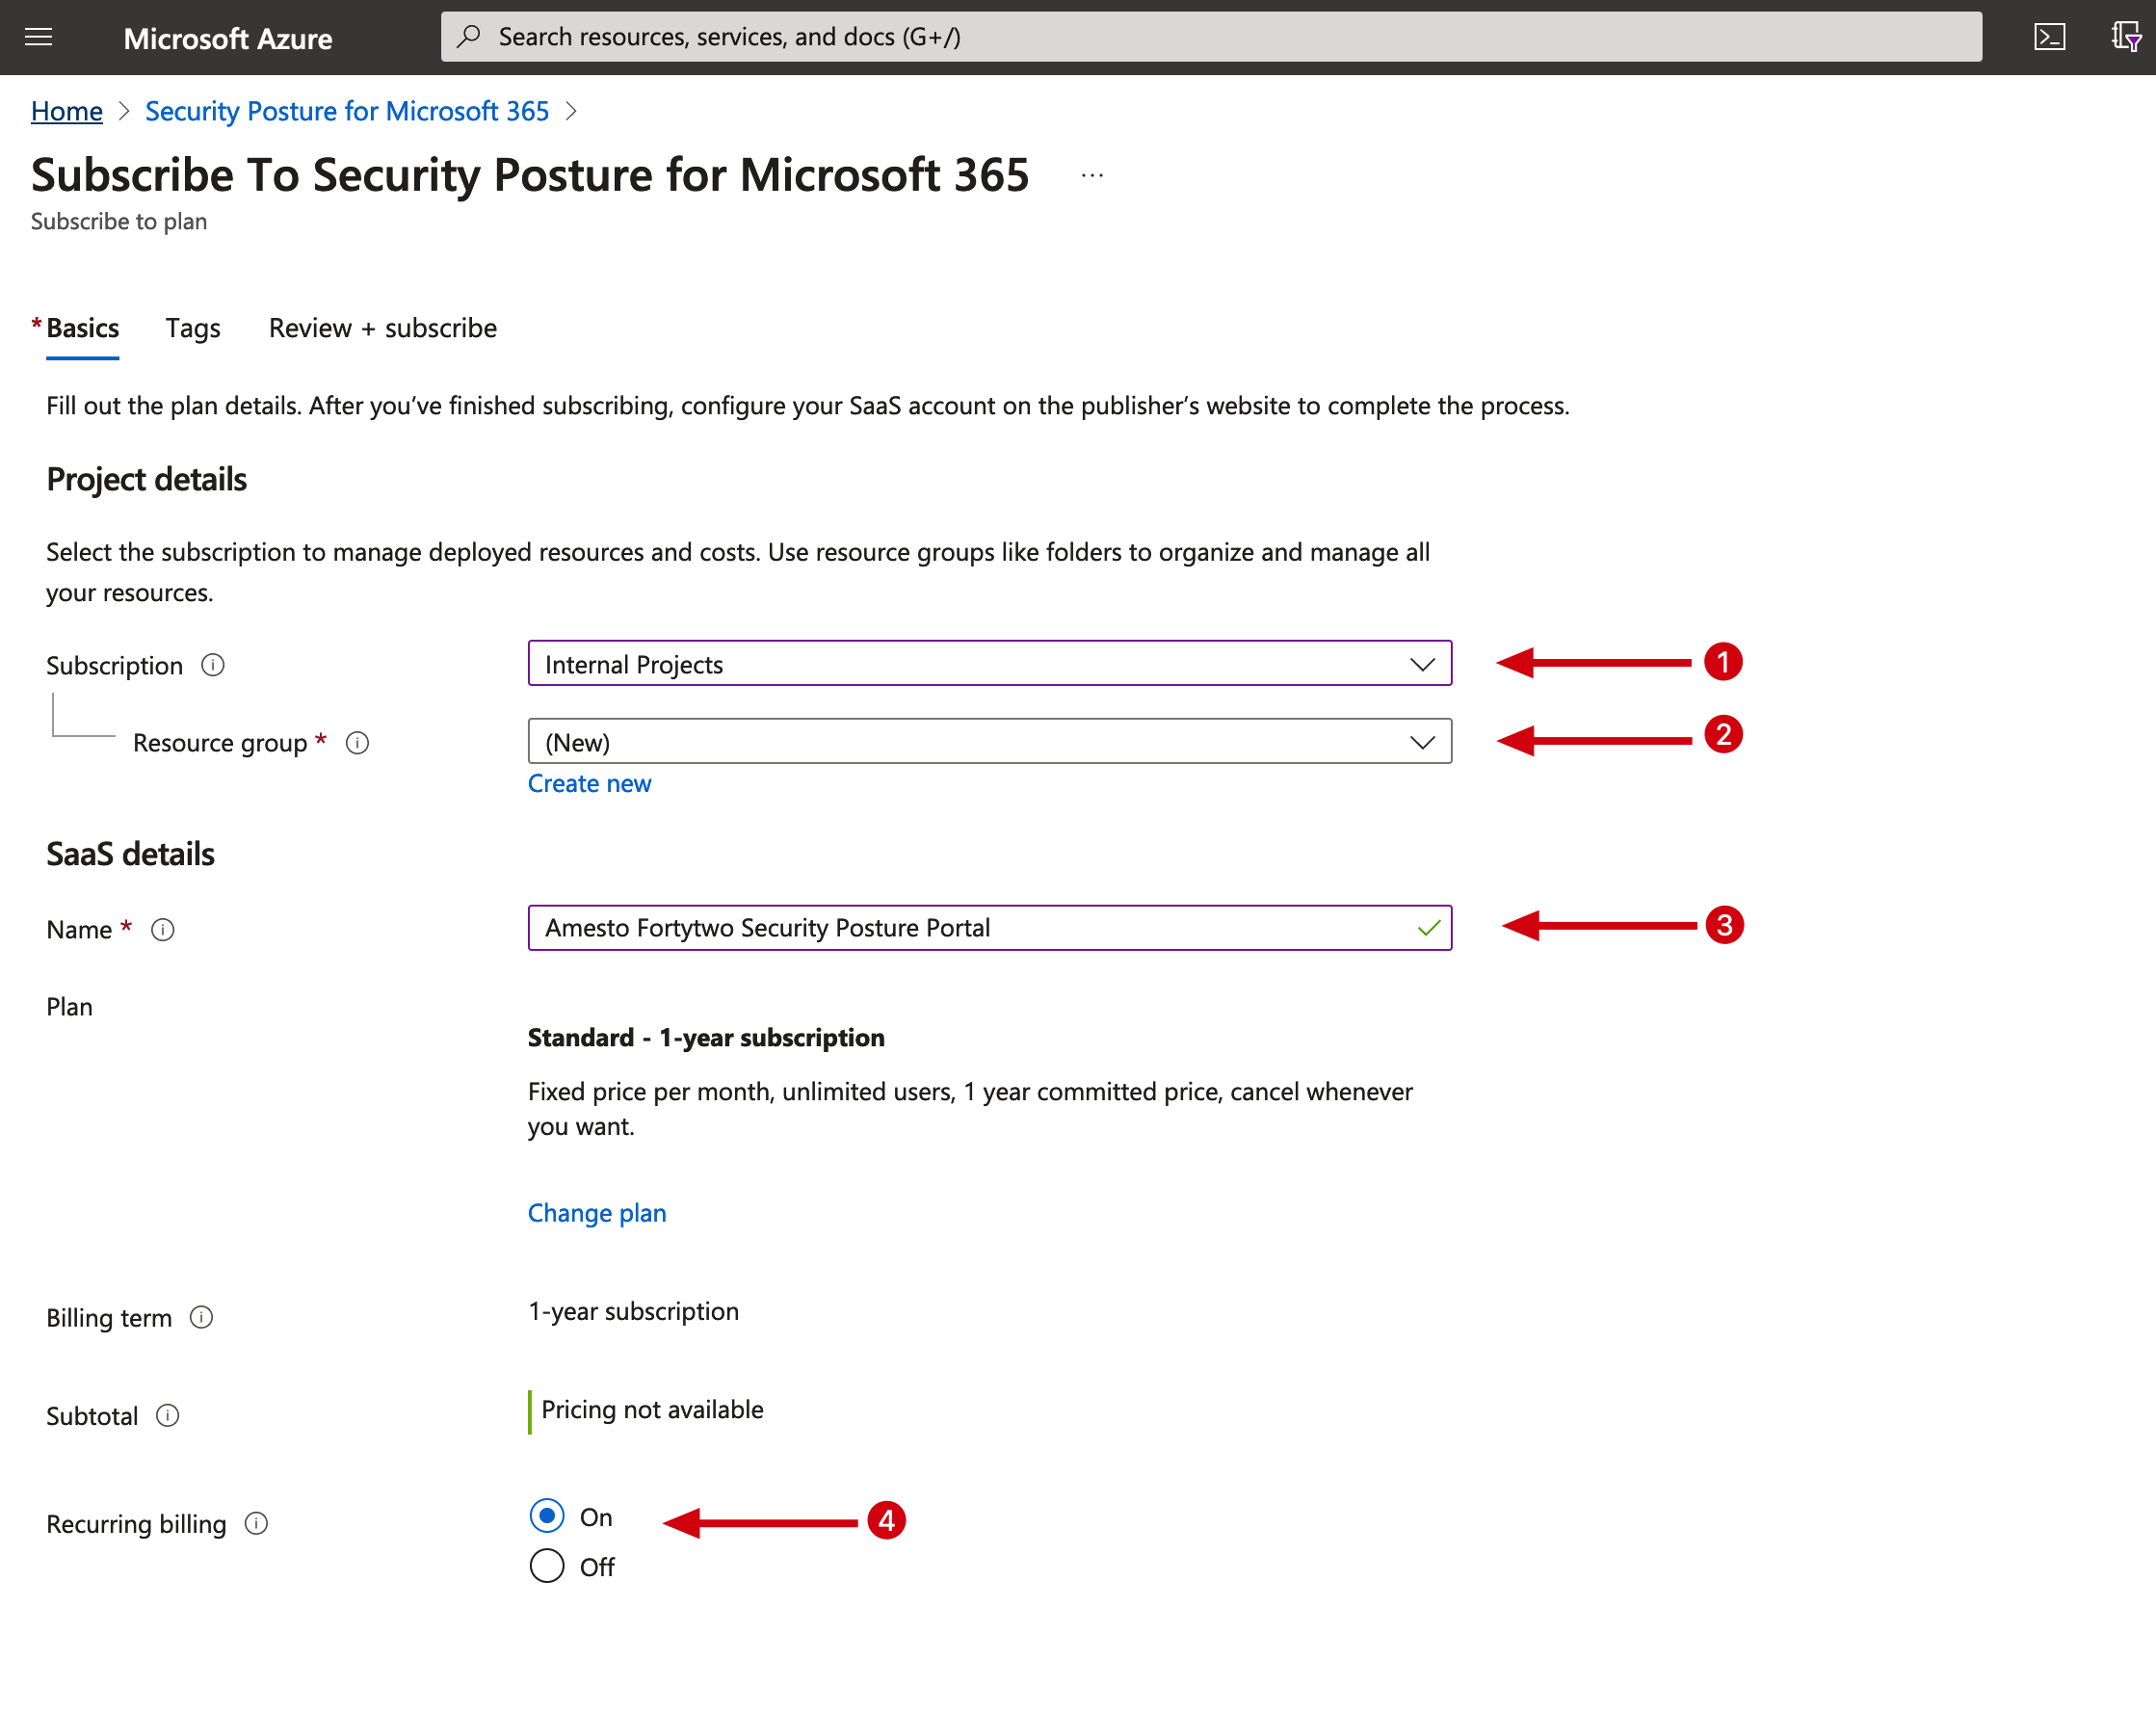 Microsoft Azure
Search resources, services, and docs (G+/)
Home > Security Posture for Microsoft 365 >
Subscribe To Security Posture for Microsoft 365 ...
Subscribe to plan
* Basics Tags Review + subscribe
Fill out the plan details. After you’ve finished subscribing, configure your SaaS account on the publisher’s website to complete the process.
Project details
Select the subscription to manage deployed resources and costs. Use resource groups like folders to organize and manage all
your resources.
Subscription Internal Projects 1
Resource group * (New) 2
Create new
SaaS details
Name * Amesto Fortytwo Security Posture Portal 3
Plan
Standard - 1-year subscription
Fixed price per month, unlimited users, 1 year committed price, cancel whenever
you want.
Change plan
Billing term 1-year subscription
Subtotal Pricing not available
Recurring billing On 4
Off